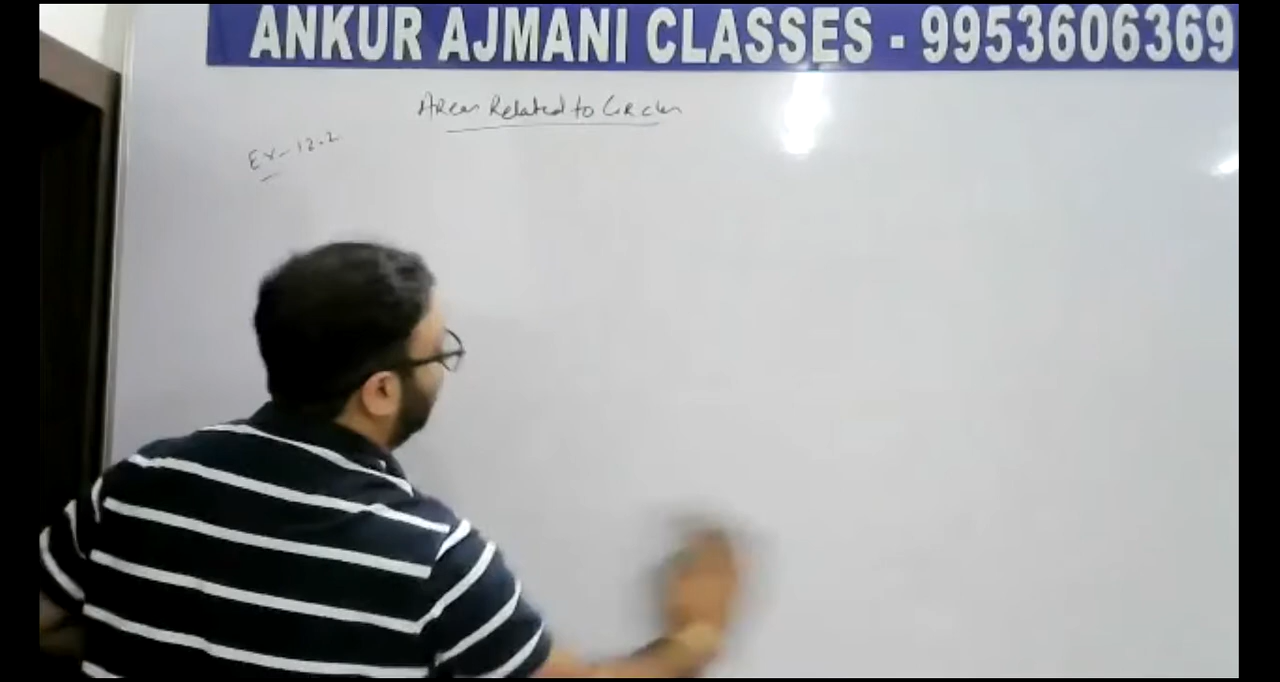 ANKUR AJMANI CLASSES - 9953606369
Areas Related to Circles
Ex-12.2